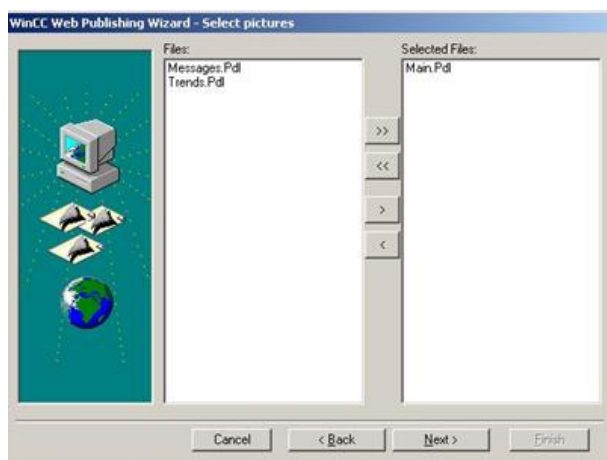 WinCC Web Publishing Wizard - Select pictures
Files:
Messages.Pdl
Trends.Pdl
>>
<<
>
<
Selected Files:
Main.Pdl
Cancel
< Back
Next >
Finish